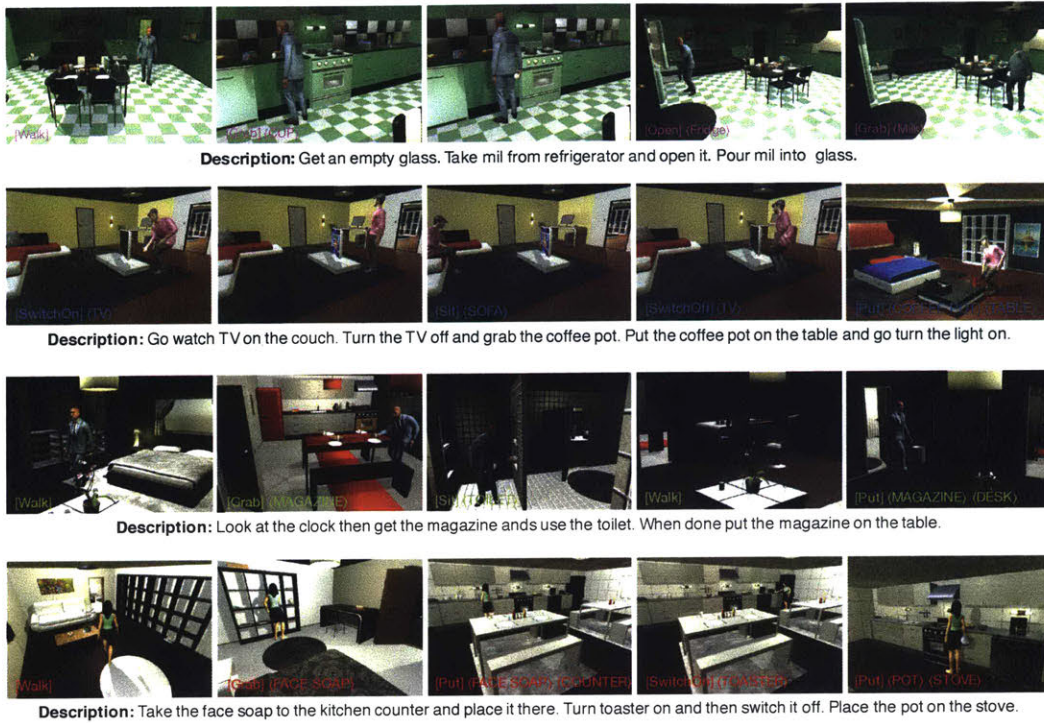 [Walk] [Grab] (CUP) [Open] (Fridge) [Grab] (Milk)
Description: Get an empty glass. Take mil from refrigerator and open it. Pour mil into glass.
[SwitchOn] (TV) [Sit] (SOFA) [SwitchOff] (TV) [Put] TABLE
Description: Go watch TV on the couch. Turn the TV off and grab the coffee pot. Put the coffee pot on the table and go turn the light on.
[Walk] [Grab] (MAGAZINE) [Sit] (TOILET) [Walk] [Put] (MAGAZINE) (DESK)
Description: Look at the clock then get the magazine ands use the toilet. When done put the magazine on the table.
[Walk] [Grab] (FACE SOAP) [Put] (FACE SOAP) (COUNTER) [SwitchOn] (TOASTER) [Put] (POT) (STOVE)
Description: Take the face soap to the kitchen counter and place it there. Turn toaster on and then switch it off. Place the pot on the stove.